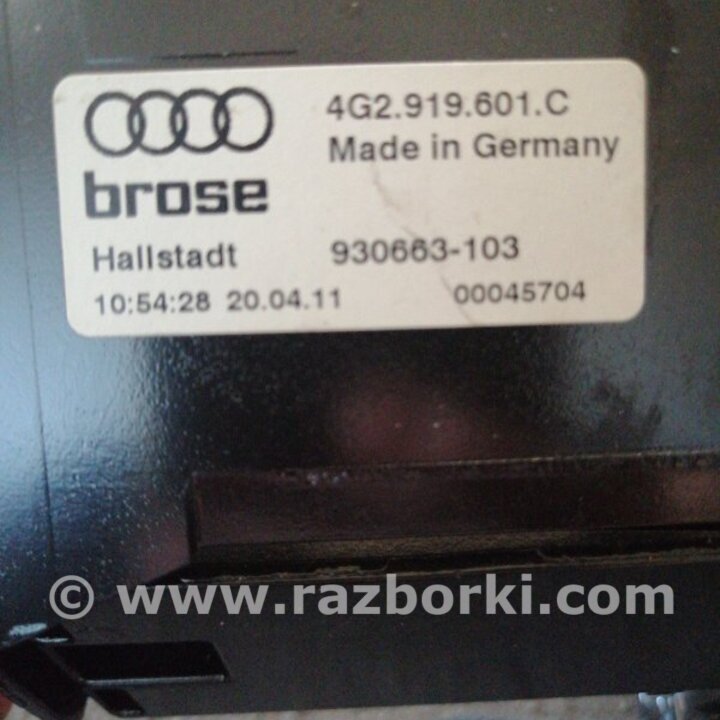 4G2.919.601.C
Made in Germany
brose
Hallstadt 930663-103
10:54:28 20.04.11 00045704
© www.razborki.com